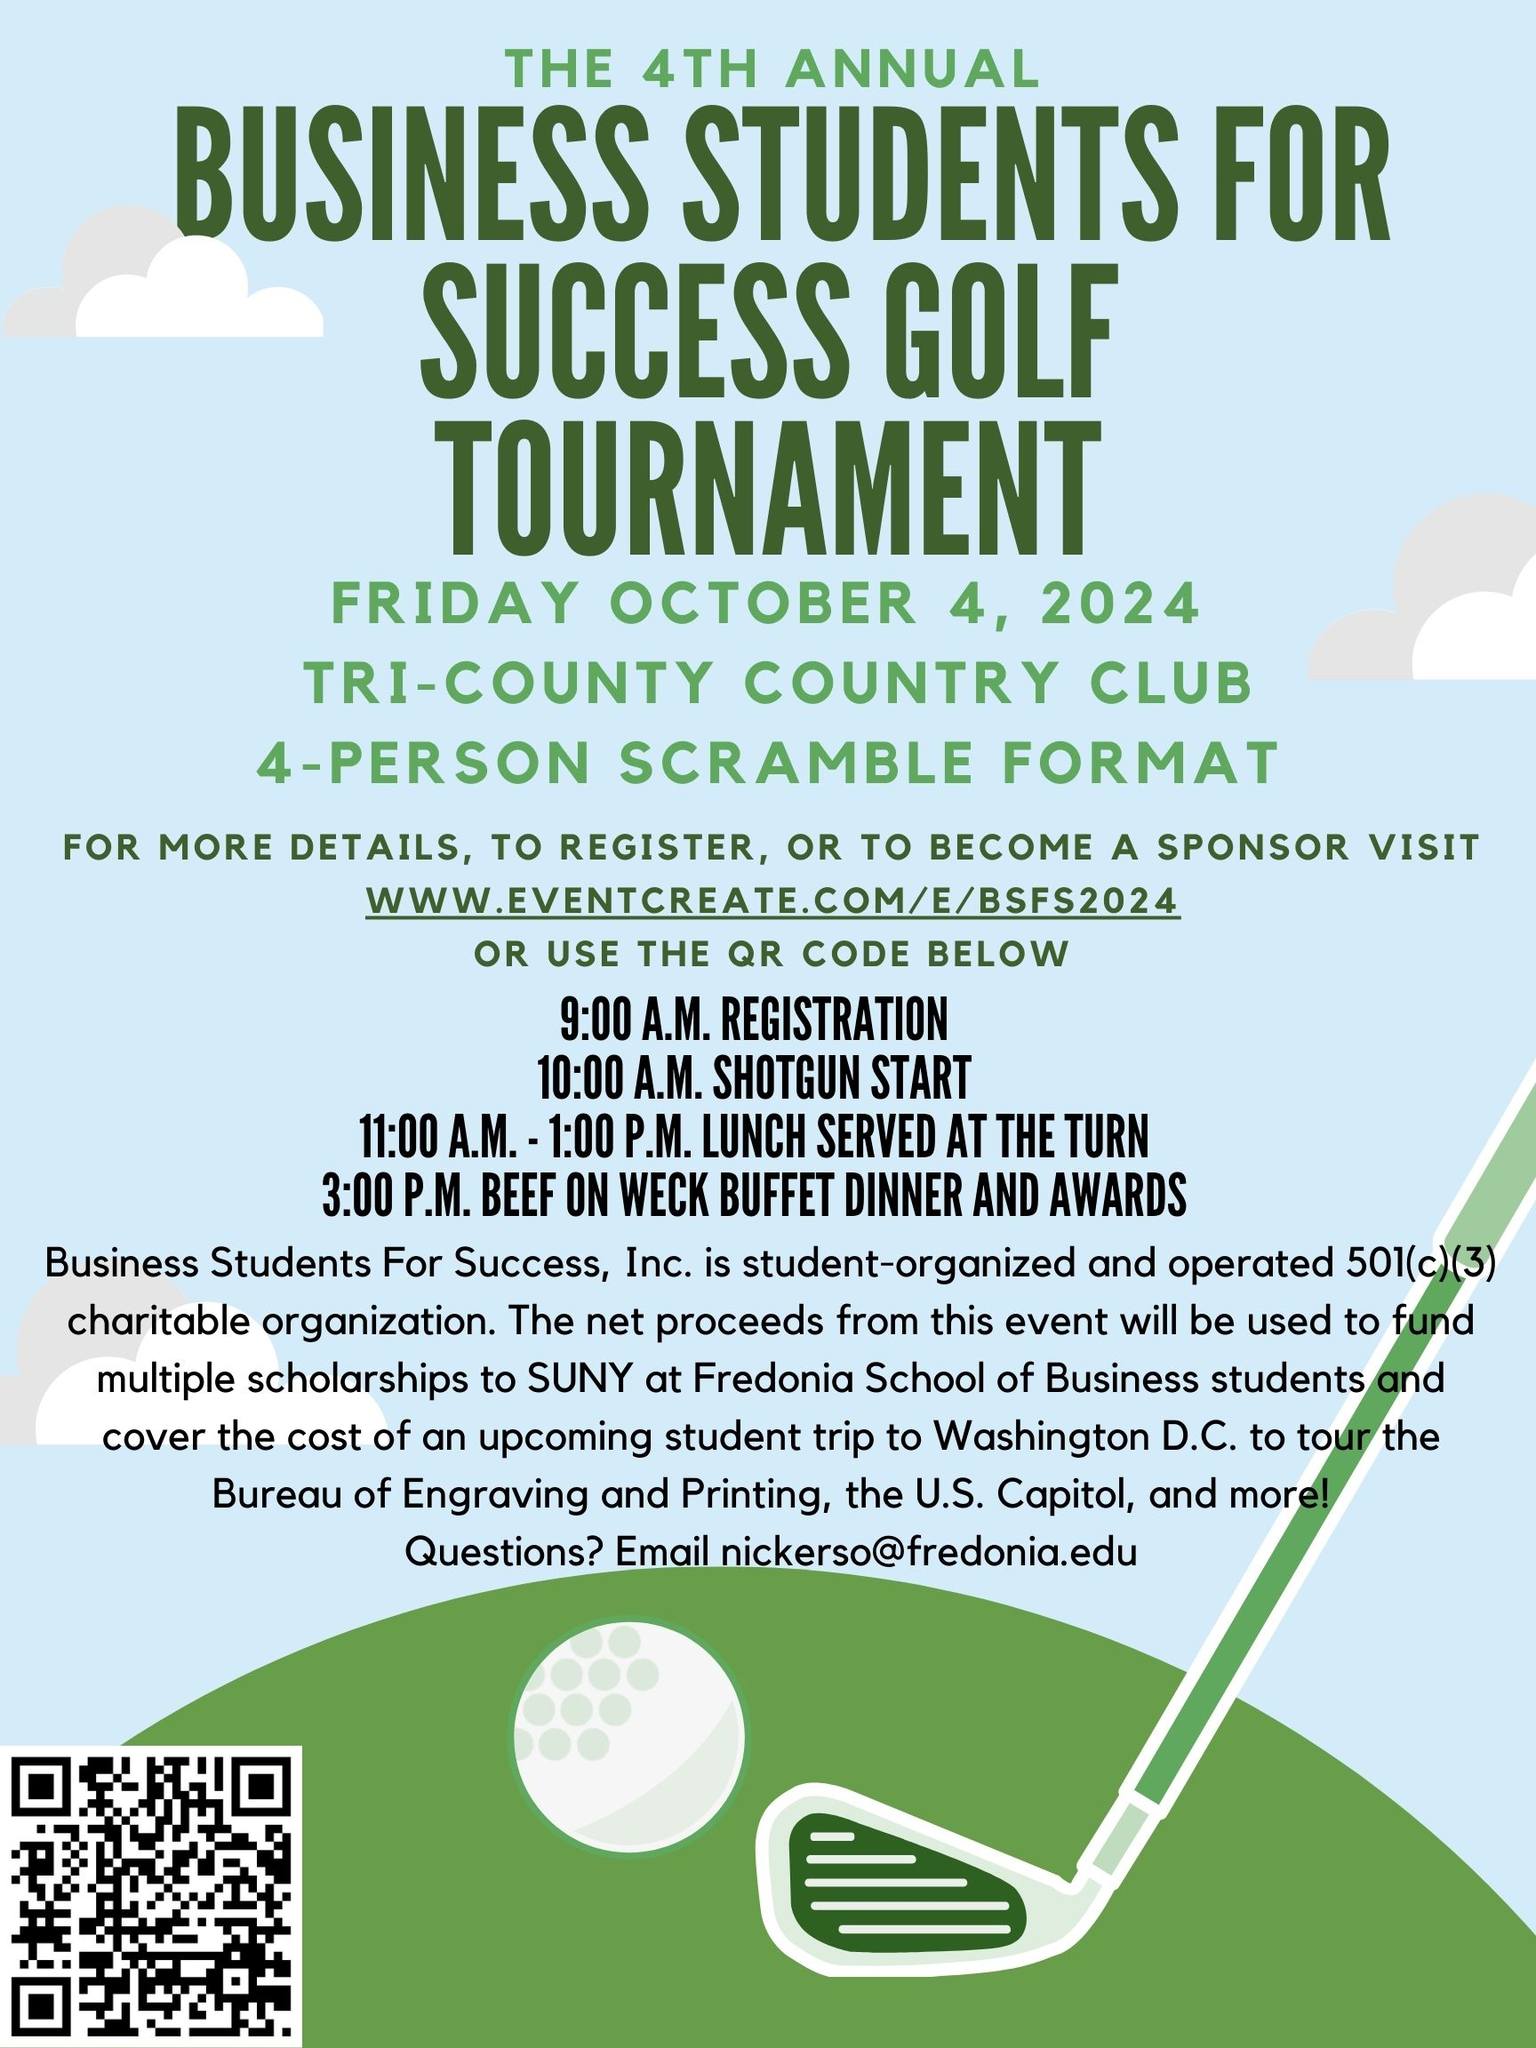 THE 4TH ANNUAL
BUSINESS STUDENTS FOR
SUCCESS GOLF
TOURNAMENT
FRIDAY OCTOBER 4, 2024
TRI-COUNTY COUNTRY CLUB
4-PERSON SCRAMBLE FORMAT
FOR MORE DETAILS, TO REGISTER, OR TO BECOME A SPONSOR VISIT
WWW.EVENTCREATE.COM/E/BSFS2024
OR USE THE QR CODE BELOW
9:00 A.M. REGISTRATION
10:00 A.M. SHOTGUN START
11:00 A.M. - 1:00 P.M. LUNCH SERVED AT THE TURN
3:00 P.M. BEEF ON WECK BUFFET DINNER AND AWARDS
Business Students For Success, Inc. is student-organized and operated 501(c)(3)
charitable organization. The net proceeds from this event will be used to fund
multiple scholarships to SUNY at Fredonia School of Business students and
cover the cost of an upcoming student trip to Washington D.C. to tour the
Bureau of Engraving and Printing, the U.S. Capitol, and more!
Questions? Email nickerso@fredonia.edu